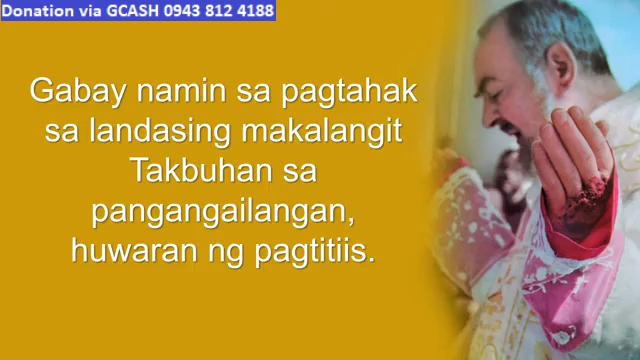 Donation via GCASH 0943 812 4188
Gabay namin sa pagtahak
sa landasing makalangit
Takbuhan sa
pangangailangan,
huwaran ng pagtitiis.